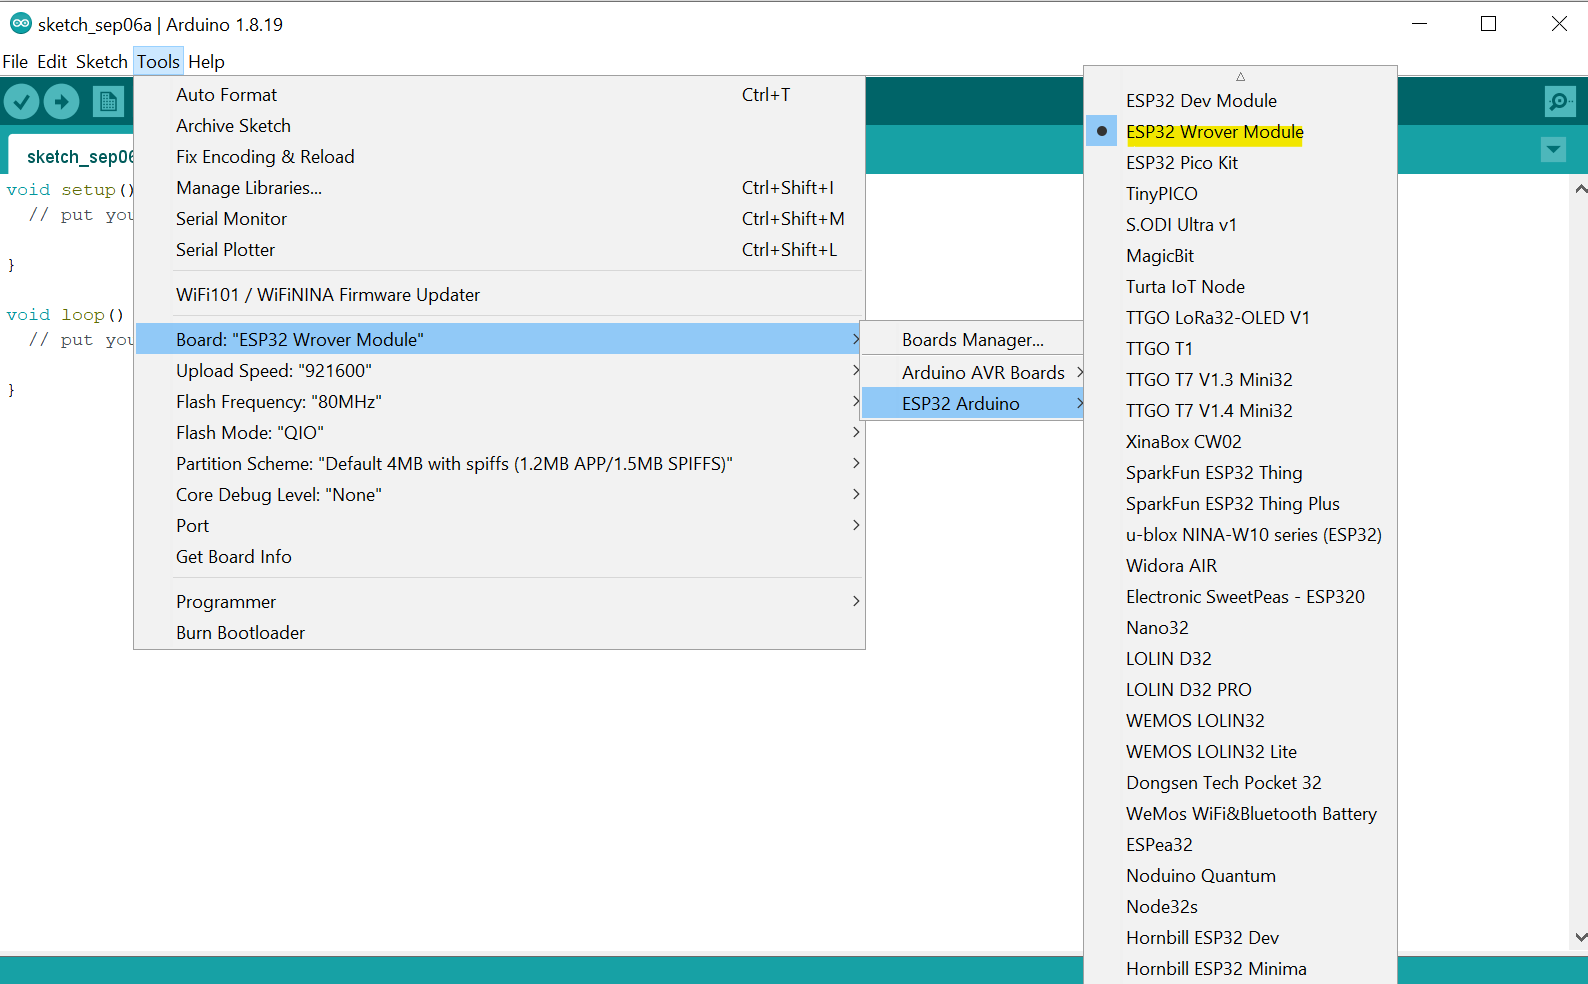 sketch_sep06a | Arduino 1.8.19
File Edit Sketch Tools Help
sketch_sep06
void setup()
// put you
}
void loop()
// put you
}
Auto Format Ctrl+T
Archive Sketch
Fix Encoding & Reload
Manage Libraries... Ctrl+Shift+I
Serial Monitor Ctrl+Shift+M
Serial Plotter Ctrl+Shift+L
WiFi101 / WiFiNINA Firmware Updater
Board: "ESP32 Wrover Module"
Upload Speed: "921600"
Flash Frequency: "80MHz"
Flash Mode: "QIO"
Partition Scheme: "Default 4MB with spiffs (1.2MB APP/1.5MB SPIFFS)"
Core Debug Level: "None"
Port
Get Board Info
Programmer
Burn Bootloader
Boards Manager...
Arduino AVR Boards
ESP32 Arduino
ESP32 Dev Module
ESP32 Wrover Module
ESP32 Pico Kit
TinyPICO
S.ODI Ultra v1
MagicBit
Turta IoT Node
TTGO LoRa32-OLED V1
TTGO T1
TTGO T7 V1.3 Mini32
TTGO T7 V1.4 Mini32
XinaBox CW02
SparkFun ESP32 Thing
SparkFun ESP32 Thing Plus
u-blox NINA-W10 series (ESP32)
Widora AIR
Electronic SweetPeas - ESP320
Nano32
LOLIN D32
LOLIN D32 PRO
WEMOS LOLIN32
WEMOS LOLIN32 Lite
Dongsen Tech Pocket 32
WeMos WiFi&Bluetooth Battery
ESPea32
Noduino Quantum
Node32s
Hornbill ESP32 Dev
Hornbill ESP32 Minima